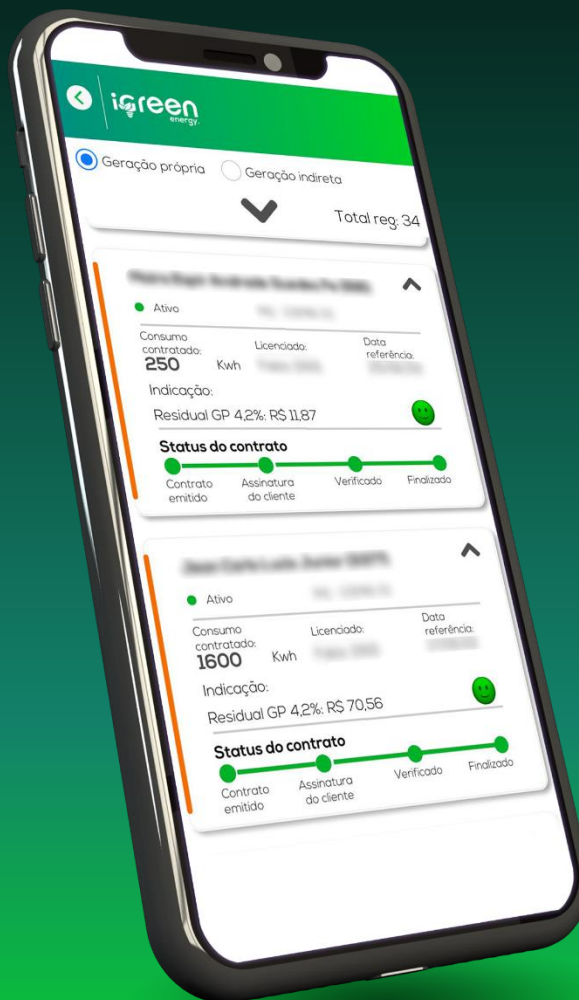 iGreen
energy.
Geração própria Geração indireta
Total reg: 34
Ativo
Consumo contratado: Licenciado: Data referência:
250 Kwh
Indicação:
Residual GP 4,2%: R$ 11,87
Status do contrato
Contrato emitido Assinatura do cliente Verificado Finalizado
Ativo
Consumo contratado: Licenciado: Data referência:
1600 Kwh
Indicação:
Residual GP 4,2%: R$ 70,56
Status do contrato
Contrato emitido Assinatura do cliente Verificado Finalizado